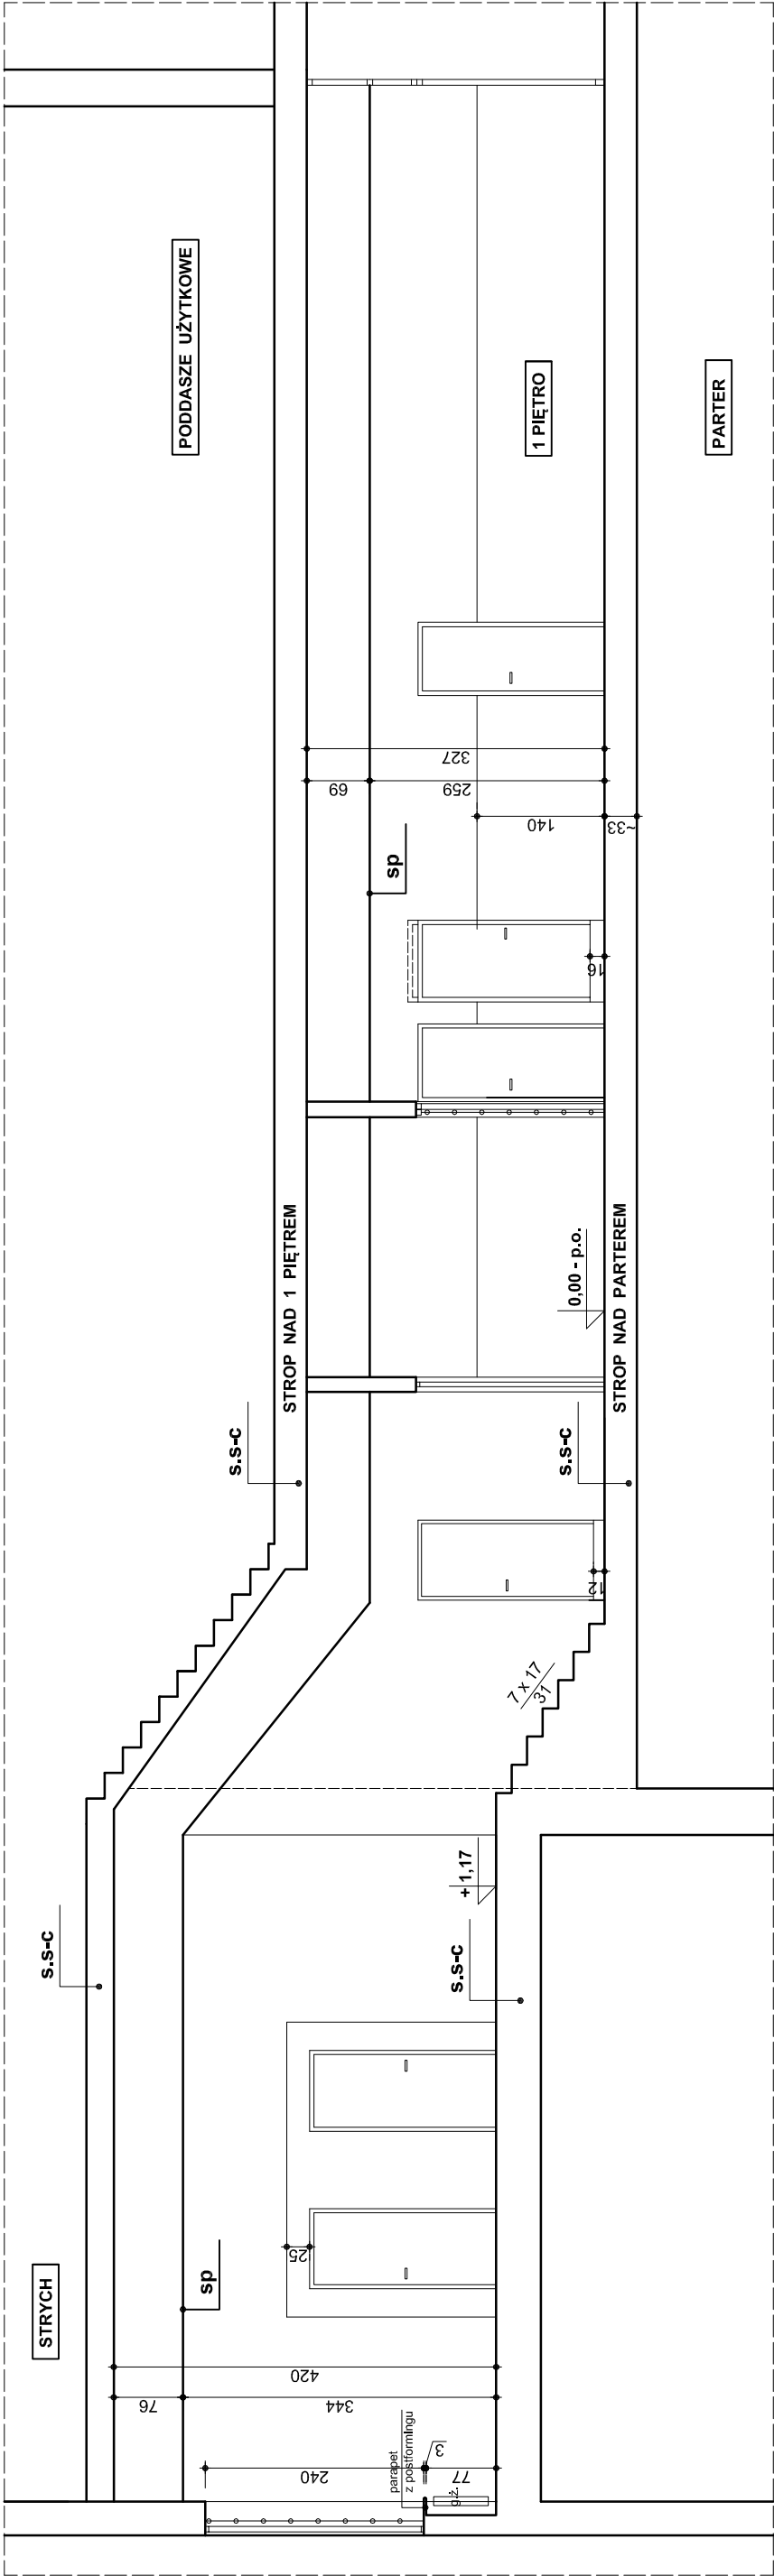 STRYCH
PODDASZE UŻYTKOWE
s.s-c
STROP NAD 1 PIĘTREM
s.s-c
sp
sp
76
420
344
240
parapet
z postformingu
3
77
g.ż.
25
s.s-c
+ 1,17
7 x 17
31
12
s.s-c
STROP NAD PARTEREM
0,00 - p.o.
16
69
327
259
140
~33
1 PIĘTRO
PARTER